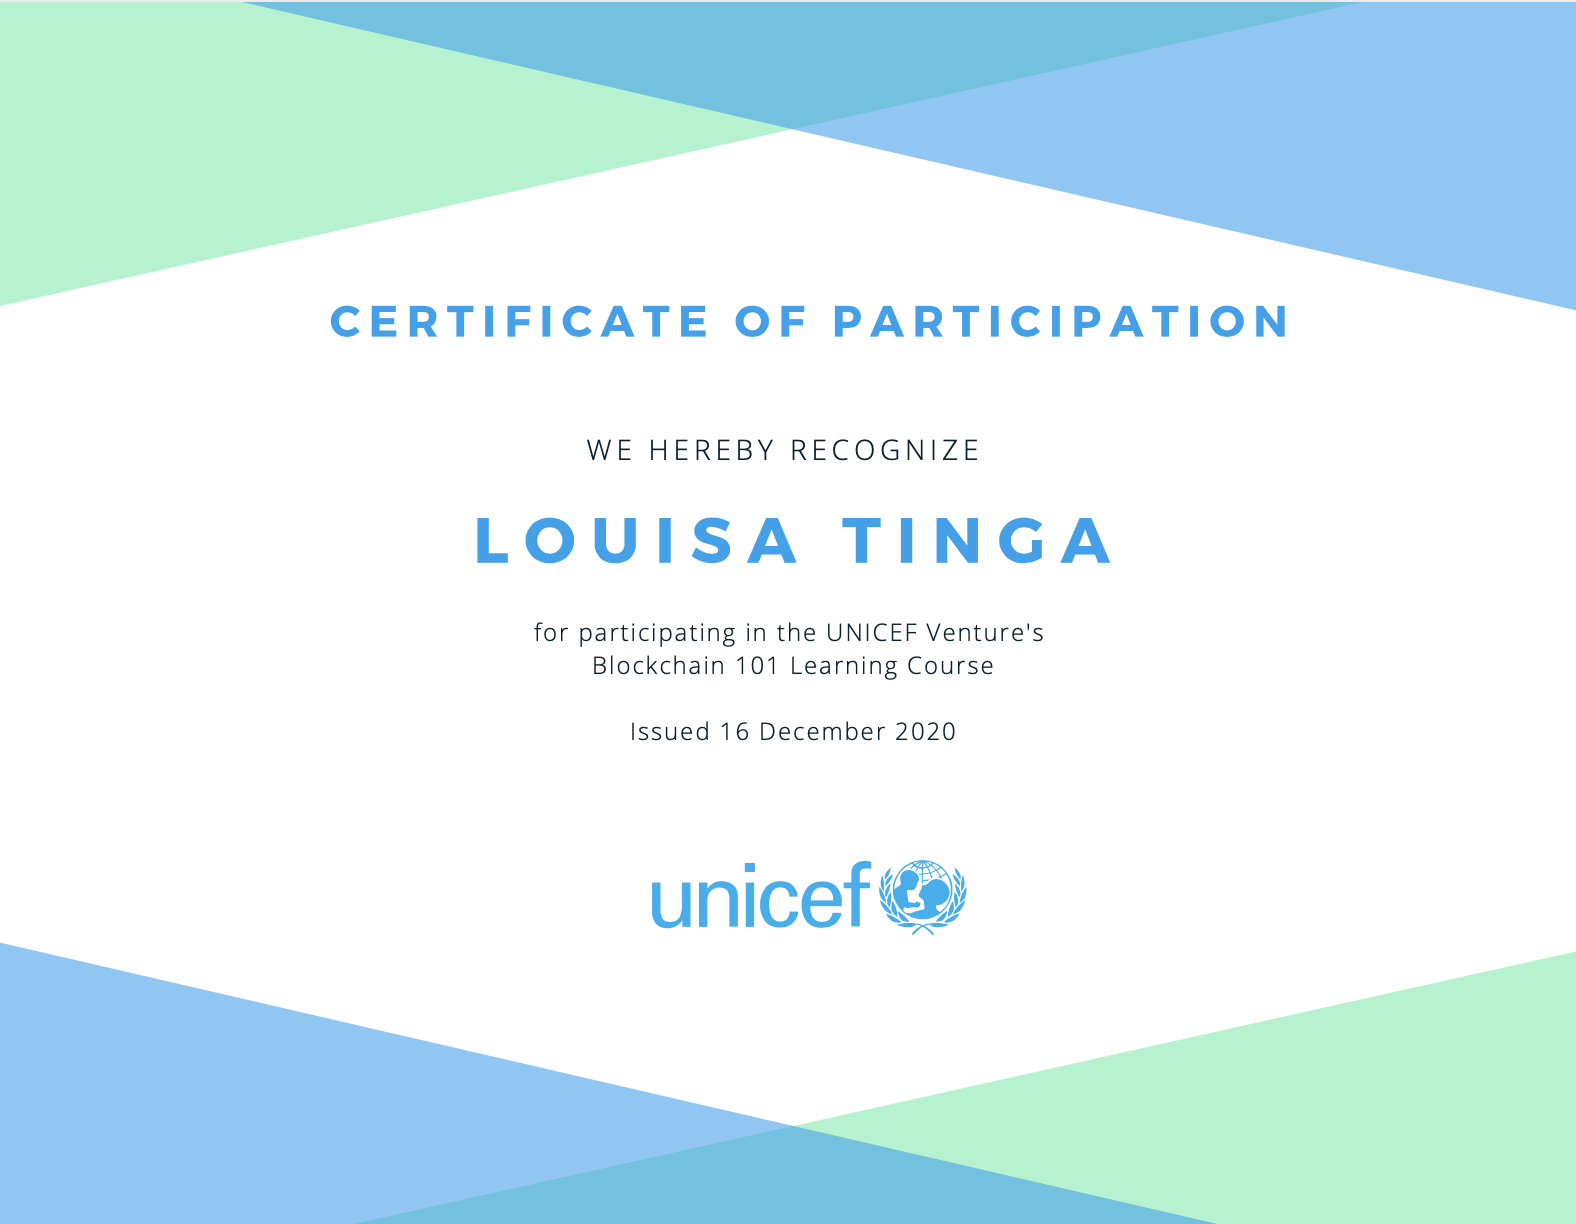 CERTIFICATE OF PARTICIPATION
WE HEREBY RECOGNIZE
LOUISA TINGA
for participating in the UNICEF Venture's
Blockchain 101 Learning Course
Issued 16 December 2020
unicef